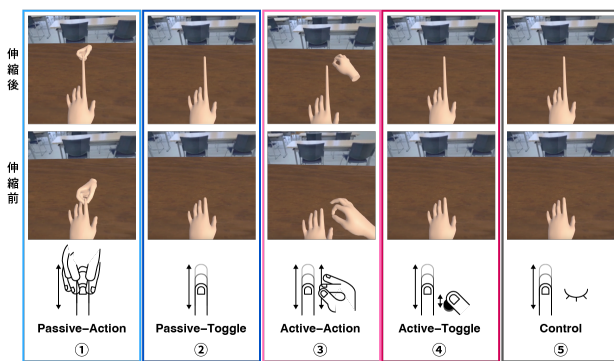 伸縮後
伸縮前
Passive–Action
Passive–Toggle
Active–Action
Active–Toggle
Control
①
②
③
④
⑤